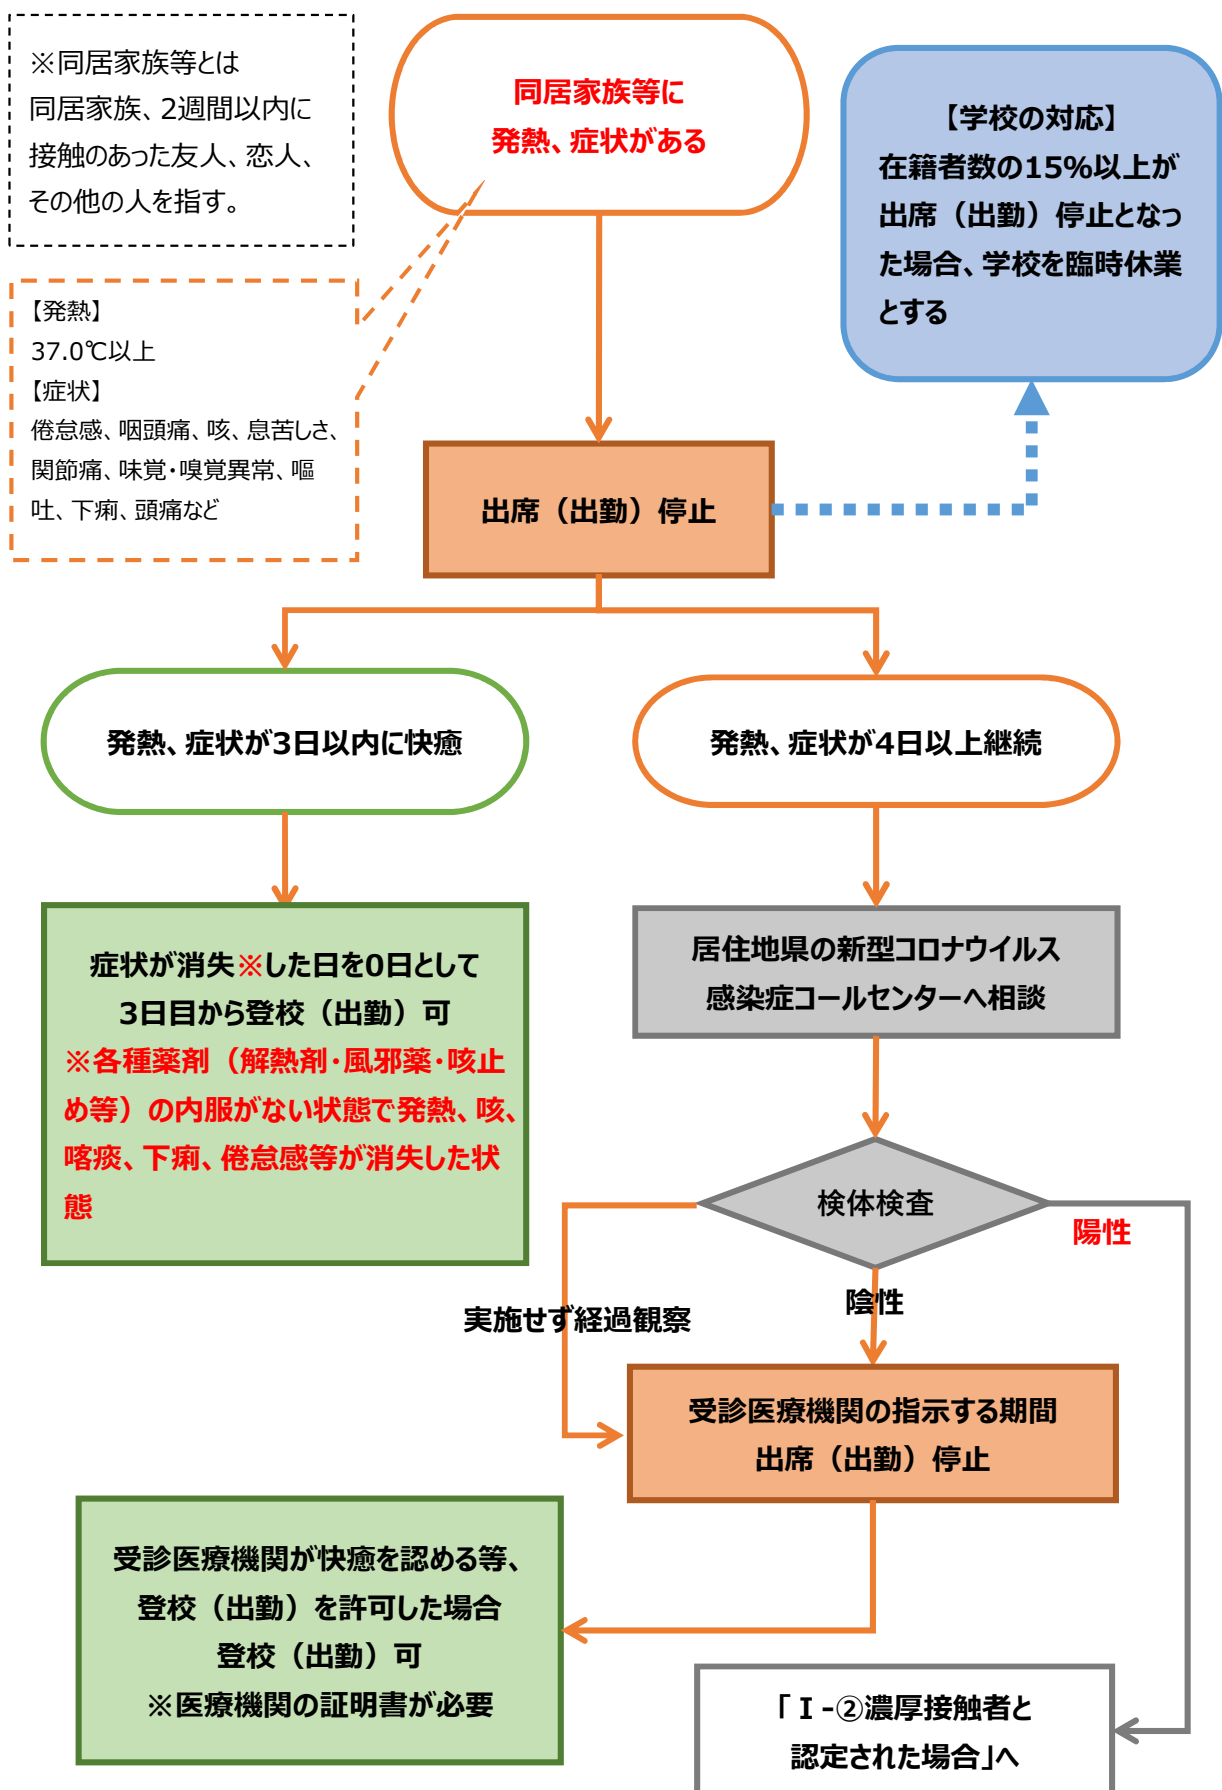 ※同居家族等とは
同居家族、2週間以内に
接触のあった友人、恋人、
その他の人を指す。
同居家族等に
発熱、症状がある
【学校の対応】
在籍者数の15%以上が
出席（出勤）停止となっ
た場合、学校を臨時休業
とする
【発熱】
37.0℃以上
【症状】
倦怠感、咽頭痛、咳、息苦しさ、
関節痛、味覚・嗅覚異常、嘔
吐、下痢、頭痛など
出席（出勤）停止
発熱、症状が3日以内に快癒
発熱、症状が4日以上継続
症状が消失※した日を0日として
3日目から登校（出勤）可
※各種薬剤（解熱剤・風邪薬・咳止
め等）の内服がない状態で発熱、咳、
喀痰、下痢、倦怠感等が消失した状
態
居住地県の新型コロナウイルス
感染症コールセンターへ相談
検体検査
陽性
陰性
実施せず経過観察
受診医療機関の指示する期間
出席（出勤）停止
受診医療機関が快癒を認める等、
登校（出勤）を許可した場合
登校（出勤）可
※医療機関の証明書が必要
「Ⅰ-②濃厚接触者と
認定された場合」へ